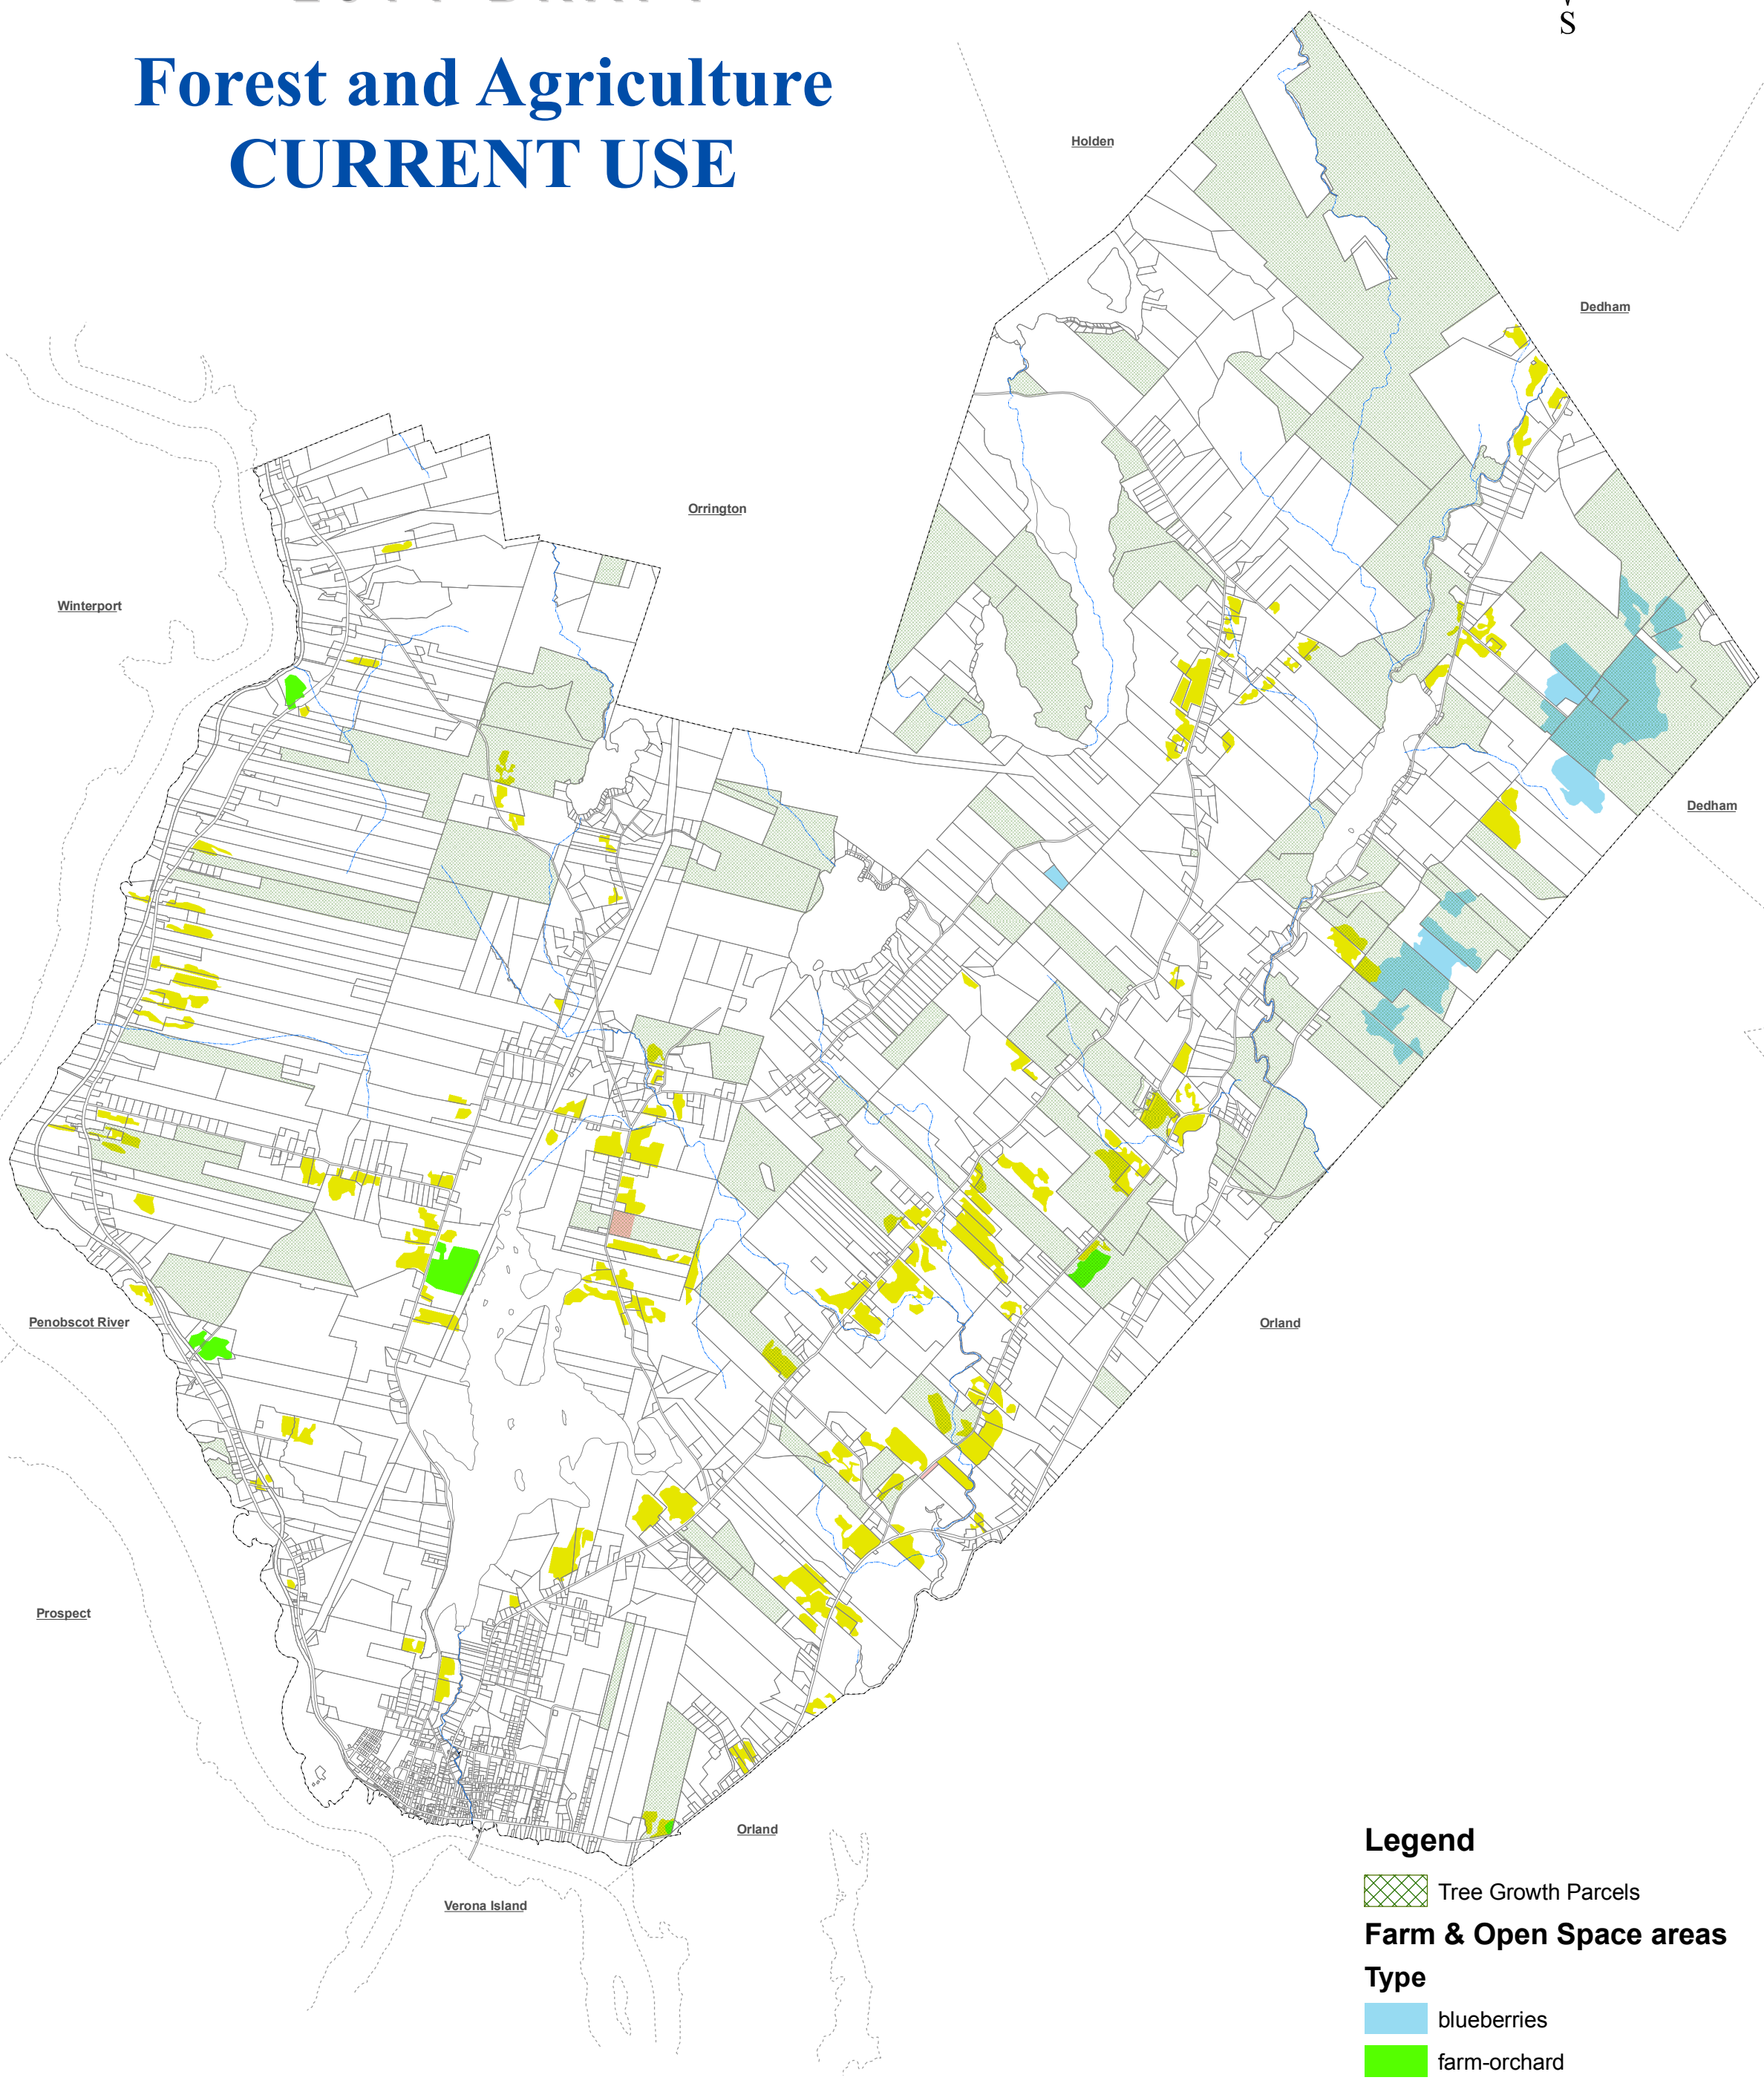 S
Forest and Agriculture
CURRENT USE
Holden
Dedham
Orrington
Winterport
Dedham
Penobscot River
Orland
Prospect
Orland
Verona Island
Legend
Tree Growth Parcels
Farm & Open Space areas
Type
blueberries
farm-orchard